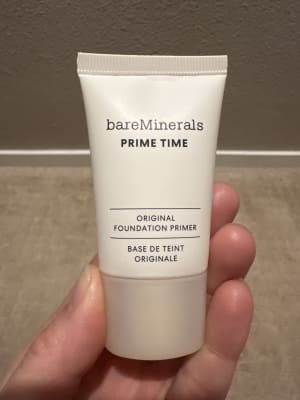 bareMinerals
PRIME TIME
ORIGINAL
FOUNDATION PRIMER
BASE DE TEINT
ORIGINALE